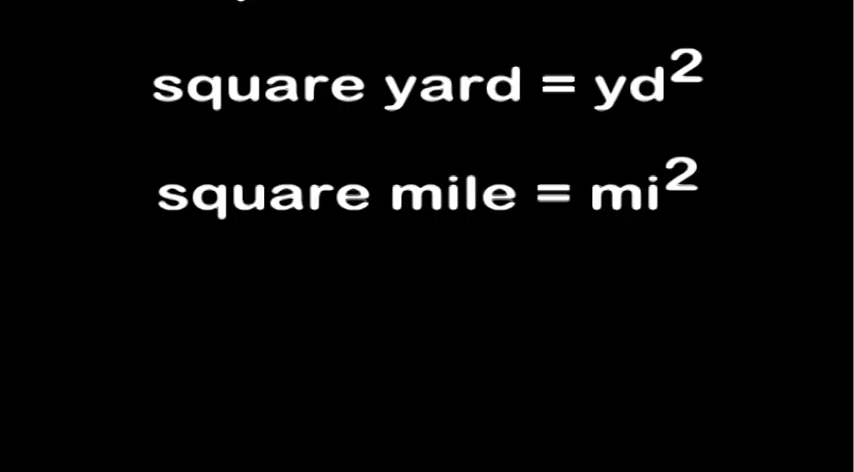 square yard = yd²
square mile = mi²